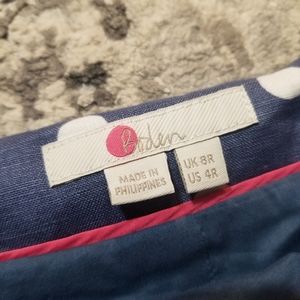 Boden
MADE IN
PHILIPPINES
UK 8R
US 4R